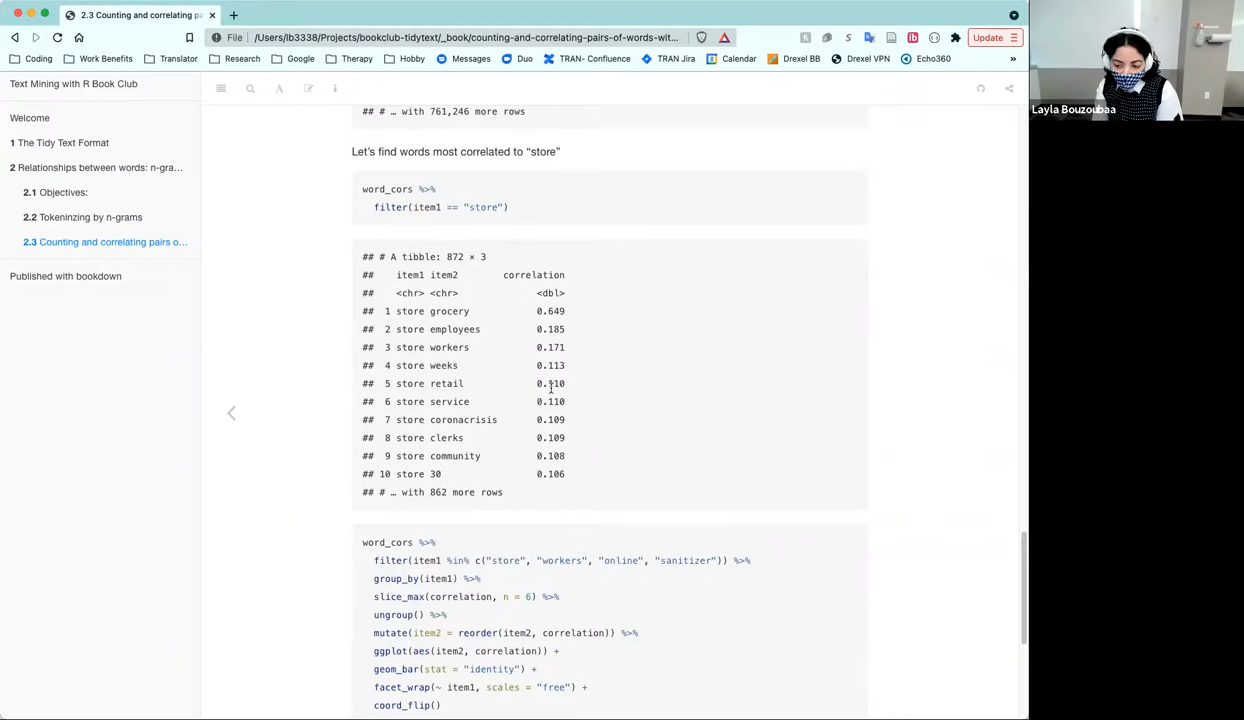 2.3 Counting and correlating pa
File
/Users/lb3338/Projects/bookclub-tidytext/_book/counting-and-correlating-pairs-of-words-wit...
Update
Coding
Work Benefits
Translator
Research
Google
Therapy
Hobby
Messages
Duo
TRAN- Confluence
TRAN Jira
Calendar
Drexel BB
Drexel VPN
Echo360
»
Layla Bouzoubaa
Text Mining with R Book Club
Welcome
1 The Tidy Text Format
2 Relationships between words: n-gra…
2.1 Objectives:
2.2 Tokeninzing by n-grams
2.3 Counting and correlating pairs o…
Published with bookdown
## # … with 761,246 more rows
Let's find words most correlated to “store”
word_cors %>%
filter(item1 == "store")
## # A tibble: 872 × 3
## item1 item2 correlation
## <chr> <chr> <dbl>
## 1 store grocery 0.649
## 2 store employees 0.185
## 3 store workers 0.171
## 4 store weeks 0.113
## 5 store retail 0.110
## 6 store service 0.110
## 7 store coronacrisis 0.109
## 8 store clerks 0.109
## 9 store community 0.108
## 10 store 30 0.106
## # … with 862 more rows
word_cors %>%
filter(item1 %in% c("store", "workers", "online", "sanitizer")) %>%
group_by(item1) %>%
slice_max(correlation, n = 6) %>%
ungroup() %>%
mutate(item2 = reorder(item2, correlation)) %>%
ggplot(aes(item2, correlation)) +
geom_bar(stat = "identity") +
facet_wrap(~ item1, scales = "free") +
coord_flip()